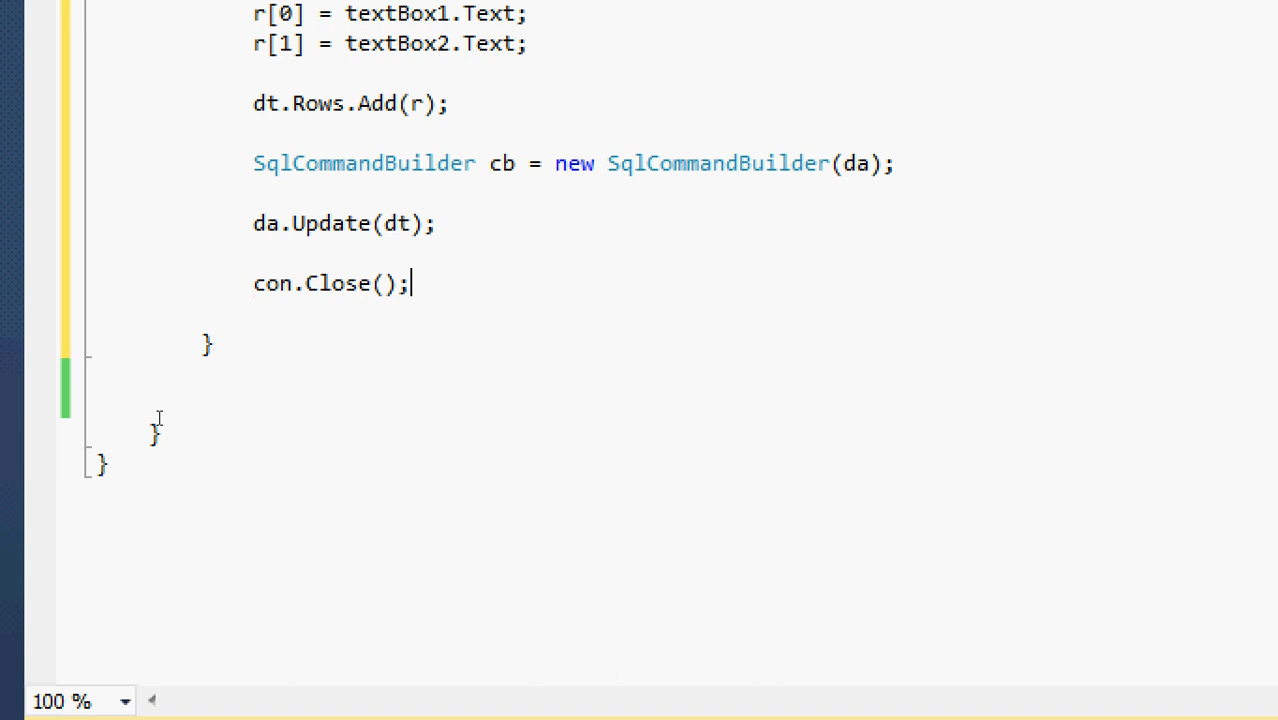 r[0] = textBox1.Text;
r[1] = textBox2.Text;
dt.Rows.Add(r);
SqlCommandBuilder cb = new SqlCommandBuilder(da);
da.Update(dt);
con.Close();
}
}
}
100 %